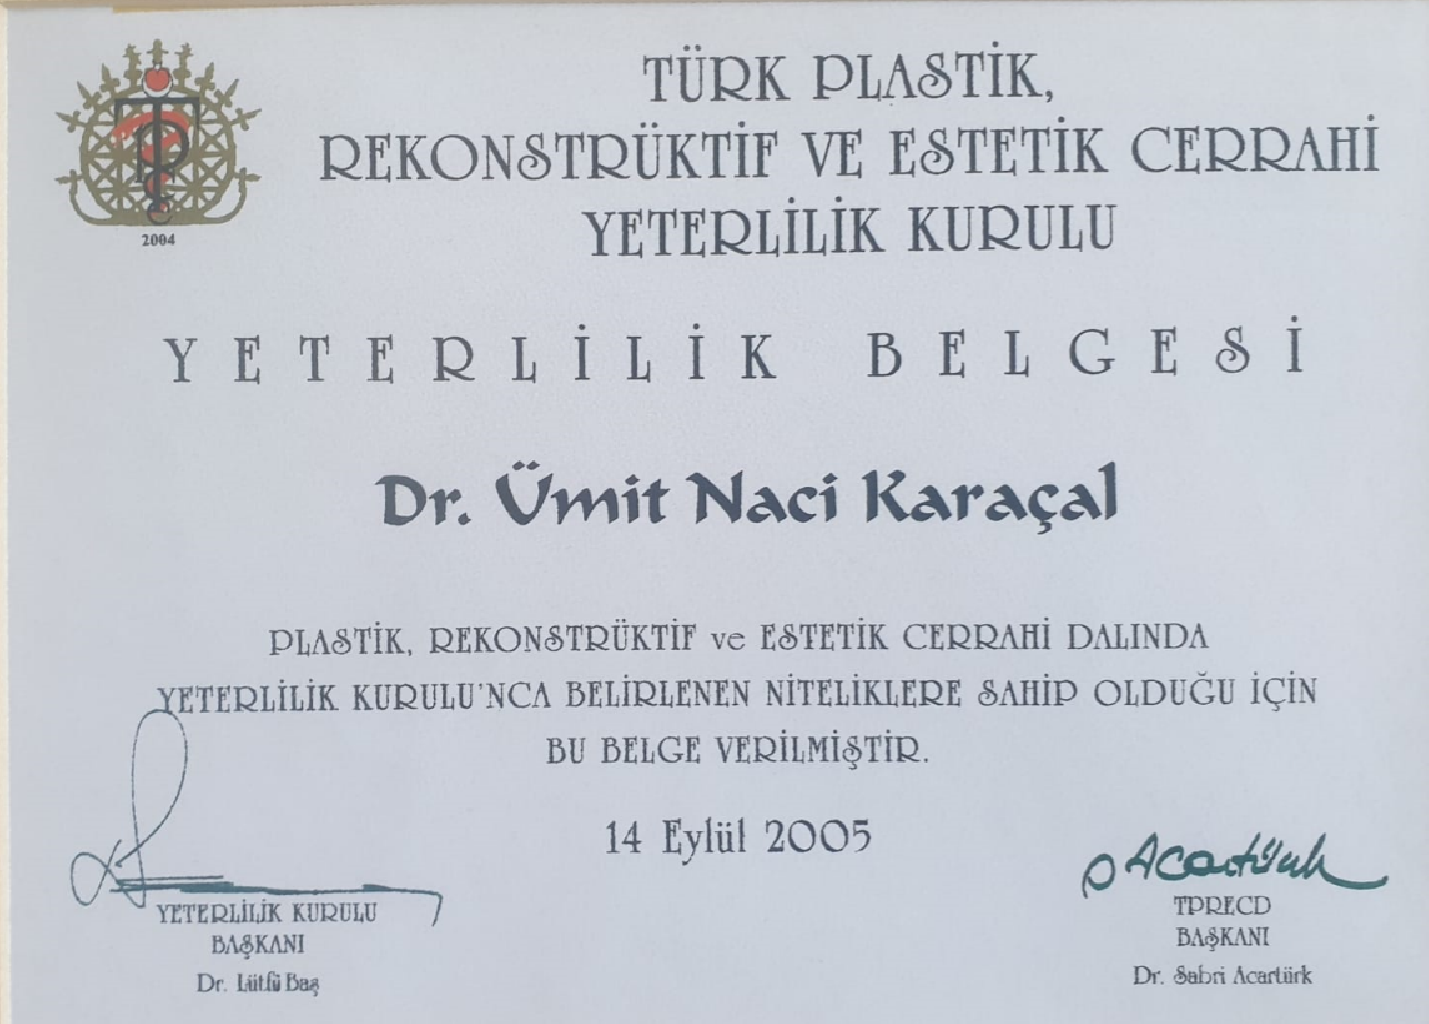 2004
TÜRK PLASTİK,
REKONSTRÜKTİF VE ESTETİK CERRAHİ
YETERLİLİK KURULU
YETERLİLİK BELGESİ
Dr. Ümit Naci Karaçal
PLASTİK, REKONSTRÜKTİF ve ESTETİK CERRAHİ DALINDA
YETERLİLİK KURULU'NCA BELİRLENEN NİTELİKLERE SAHİP OLDUĞU İÇİN
BU BELGE VERİLMİŞTİR.
14 Eylül 2005
YETERLİLİK KURULU
BAŞKANI
Dr. Lütfü Baş
Acartürk
TPRECD
BAŞKANI
Dr. Sabri Acartürk